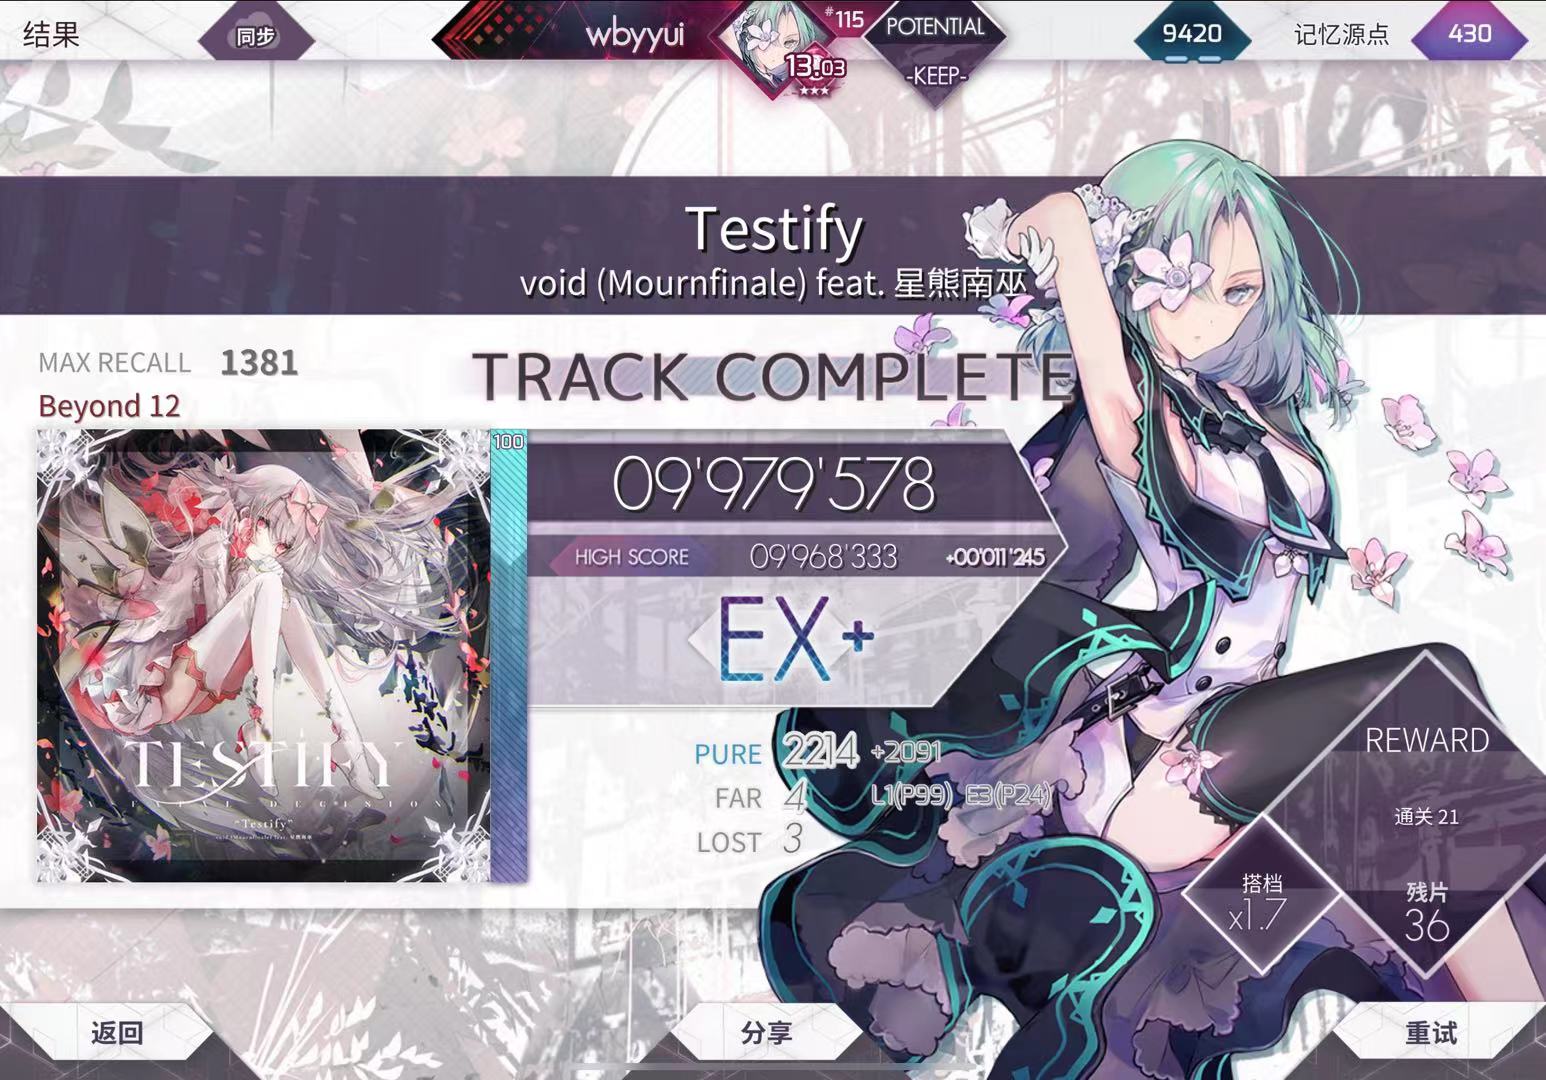 结果
同步
wbyyui
#115
13.03
POTENTIAL
-KEEP-
9420
记忆源点
430
Testify
void (Mournfinale) feat. 星熊南巫
MAX RECALL 1381
TRACK COMPLETE
Beyond 12
100
09'979'578
HIGH SCORE 09'968'333 +00'011'245
EX+
TESTIFY
"Testify"
PURE 2214 +2091
FAR 4 L1(P99) E3(P24)
LOST 3
REWARD
通关 21
搭档
x1.7
残片
36
返回
分享
重试